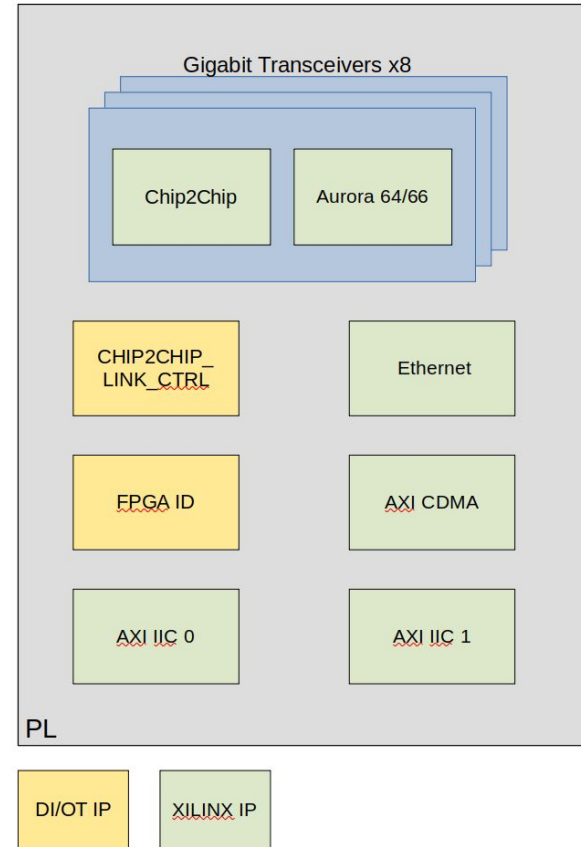 Gigabit Transceivers x8
Chip2Chip
Aurora 64/66
CHIP2CHIP_
LINK_CTRL
Ethernet
FPGA ID
AXI CDMA
AXI IIC 0
AXI IIC 1
PL
DI/OT IP
XILINX IP